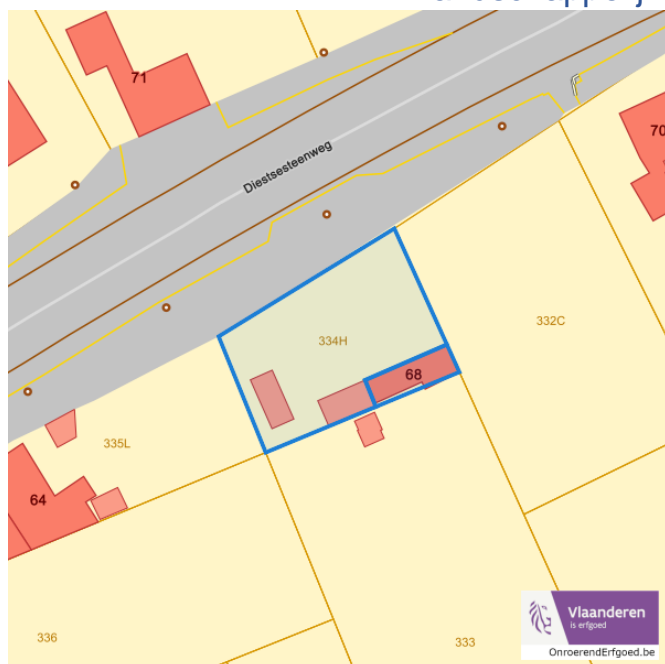 71
70
Diestsesteenweg
332C
334H
68
335L
64
336
333
Vlaanderen
is erfgoed
OnroerendErfgoed.be